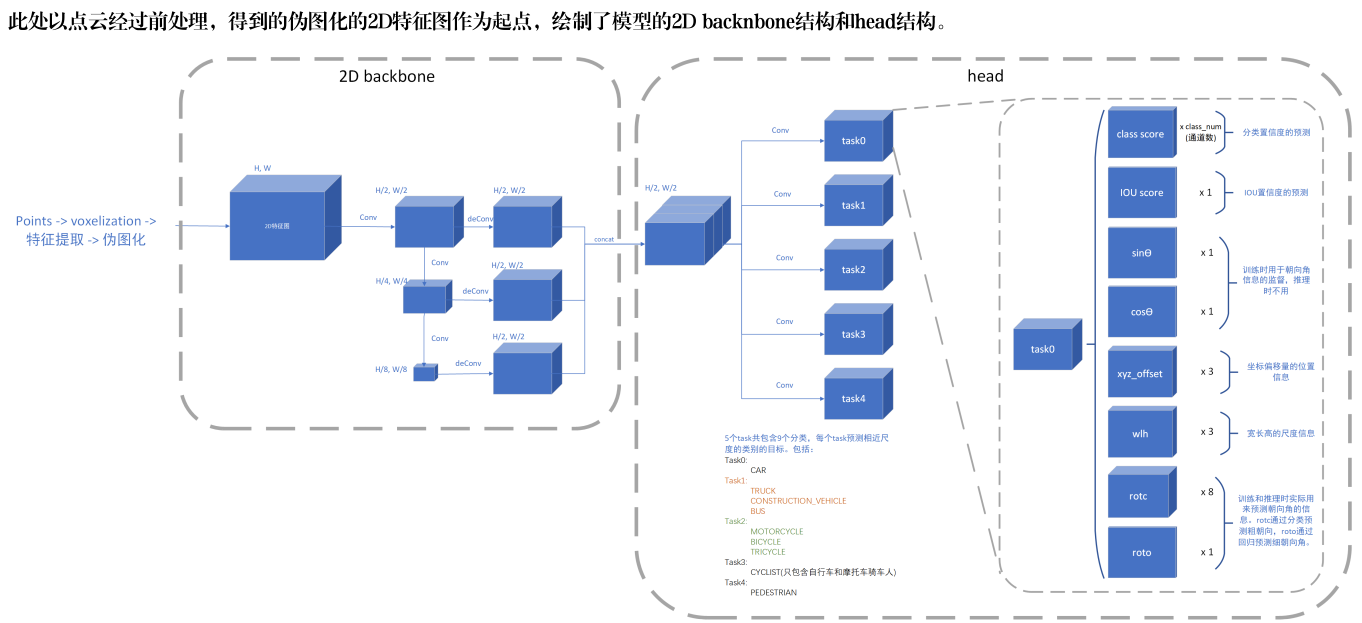 此处以点云经过前处理，得到的伪图化的2D特征图作为起点，绘制了模型的2D backnbone结构和head结构。
2D backbone
Points -> voxelization ->
特征提取 -> 伪图化
H, W
2D特征图
Conv
H/2, W/2
deConv
H/2, W/2
Conv
H/4, W/4
deConv
H/2, W/2
Conv
H/8, W/8
deConv
H/2, W/2
concat
head
H/2, W/2
Conv
task0
Conv
task1
Conv
task2
Conv
task3
Conv
task4
5个task共包含9个分类，每个task预测相近尺
度的类别的目标。包括：
Task0:
CAR
Task1:
TRUCK
CONSTRUCTION_VEHICLE
BUS
Task2:
MOTORCYCLE
BICYCLE
TRICYCLE
Task3:
CYCLIST(只包含自行车和摩托车骑车人)
Task4:
PEDESTRIAN
task0
class score
x class_num
(通道数)
分类置信度的预测
IOU score
x 1
IOU置信度的预测
sinΘ
x 1
cosΘ
x 1
训练时用于朝向角
信息的监督，推理
时不用
xyz_offset
x 3
坐标偏移量的位置
信息
wlh
x 3
宽长高的尺度信息
rotc
x 8
roto
x 1
训练和推理时实际用
来预测朝向角的信
息。rotc通过分类预
测粗朝向，roto通过
回归预测细朝向角。